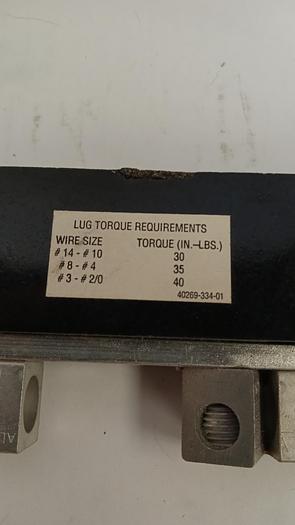 LUG TORQUE REQUIREMENTS
WIRE SIZE TORQUE (IN.–LBS.)
# 14 - # 10 30
# 8 - # 4 35
# 3 - # 2/0 40
40269-334-01